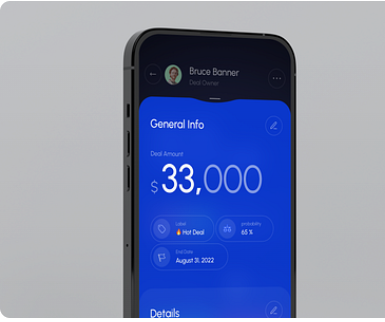 Bruce Banner
Deal Owner
General Info
Deal Amount
$33,000
Label
🔥 Hot Deal
probability
65 %
End Date
August 31, 2022
Details